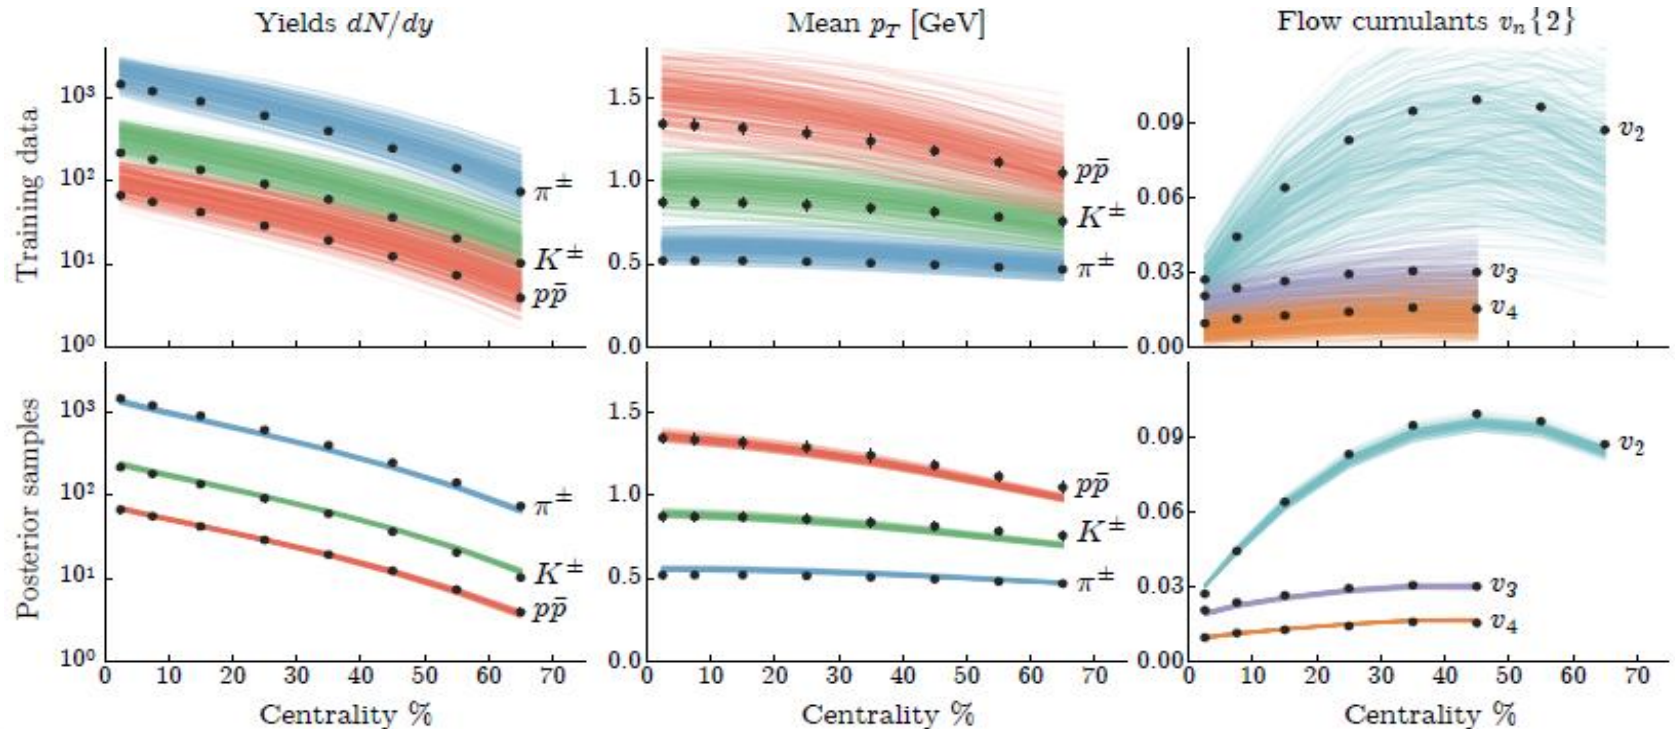 Yields dN/dy
Mean p_T [GeV]
Flow cumulants v_n{2}
Training data
10³
10²
10¹
10⁰
π±
K±
pp̄
1.5
1.0
0.5
0.0
pp̄
K±
π±
0.09
0.06
0.03
0.00
v₂
v₃
v₄
Posterior samples
10³
10²
10¹
10⁰
π±
K±
pp̄
0 10 20 30 40 50 60 70
Centrality %
1.5
1.0
0.5
0.0
pp̄
K±
π±
0 10 20 30 40 50 60 70
Centrality %
0.09
0.06
0.03
0.00
v₂
v₃
v₄
0 10 20 30 40 50 60 70
Centrality %